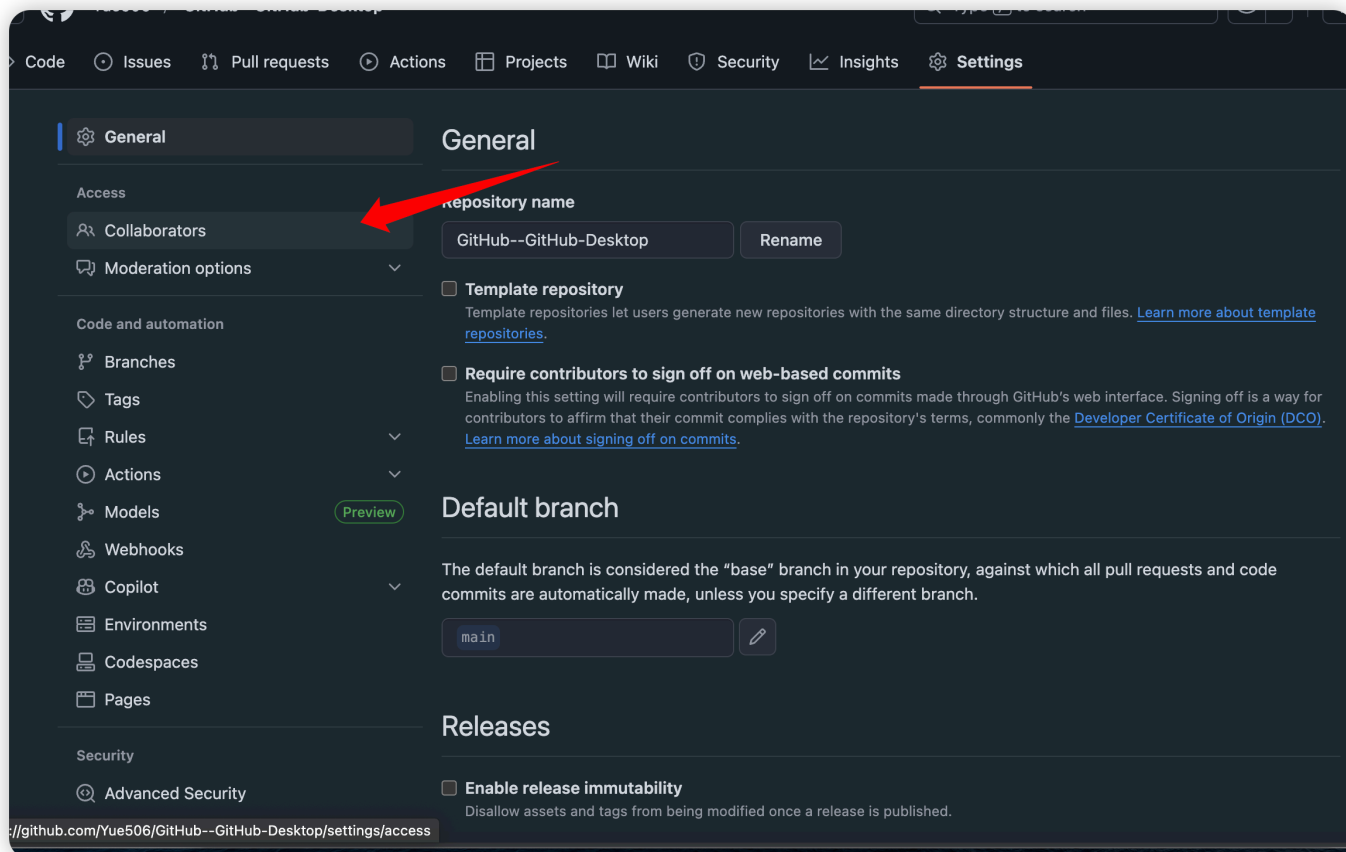 Code
Issues
Pull requests
Actions
Projects
Wiki
Security
Insights
Settings
General
Access
Collaborators
Moderation options
Code and automation
Branches
Tags
Rules
Actions
Models
Preview
Webhooks
Copilot
Environments
Codespaces
Pages
Security
Advanced Security
://github.com/Yue506/GitHub--GitHub-Desktop/settings/access
General
Repository name
GitHub--GitHub-Desktop
Rename
Template repository
Template repositories let users generate new repositories with the same directory structure and files. Learn more about template
repositories.
Require contributors to sign off on web-based commits
Enabling this setting will require contributors to sign off on commits made through GitHub's web interface. Signing off is a way for
contributors to affirm that their commit complies with the repository's terms, commonly the Developer Certificate of Origin (DCO).
Learn more about signing off on commits.
Default branch
The default branch is considered the “base” branch in your repository, against which all pull requests and code
commits are automatically made, unless you specify a different branch.
main
Releases
Enable release immutability
Disallow assets and tags from being modified once a release is published.